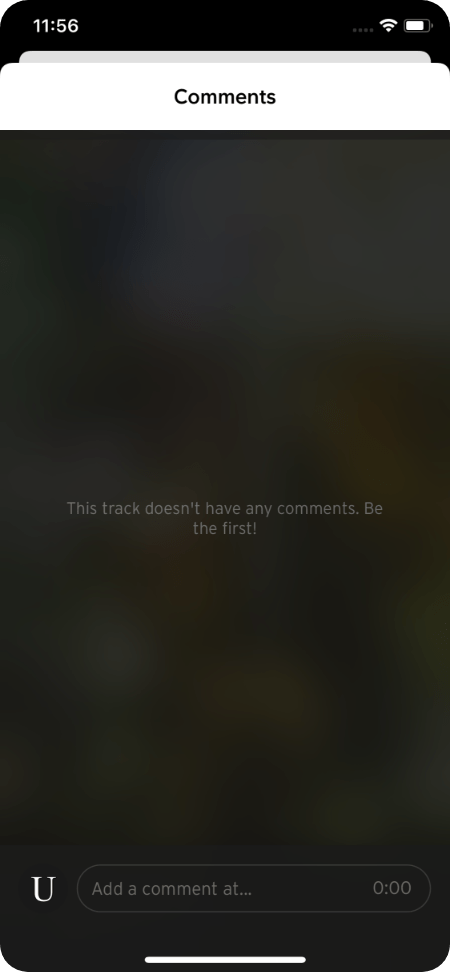 11:56
Comments
This track doesn't have any comments. Be
the first!
U
Add a comment at...
0:00